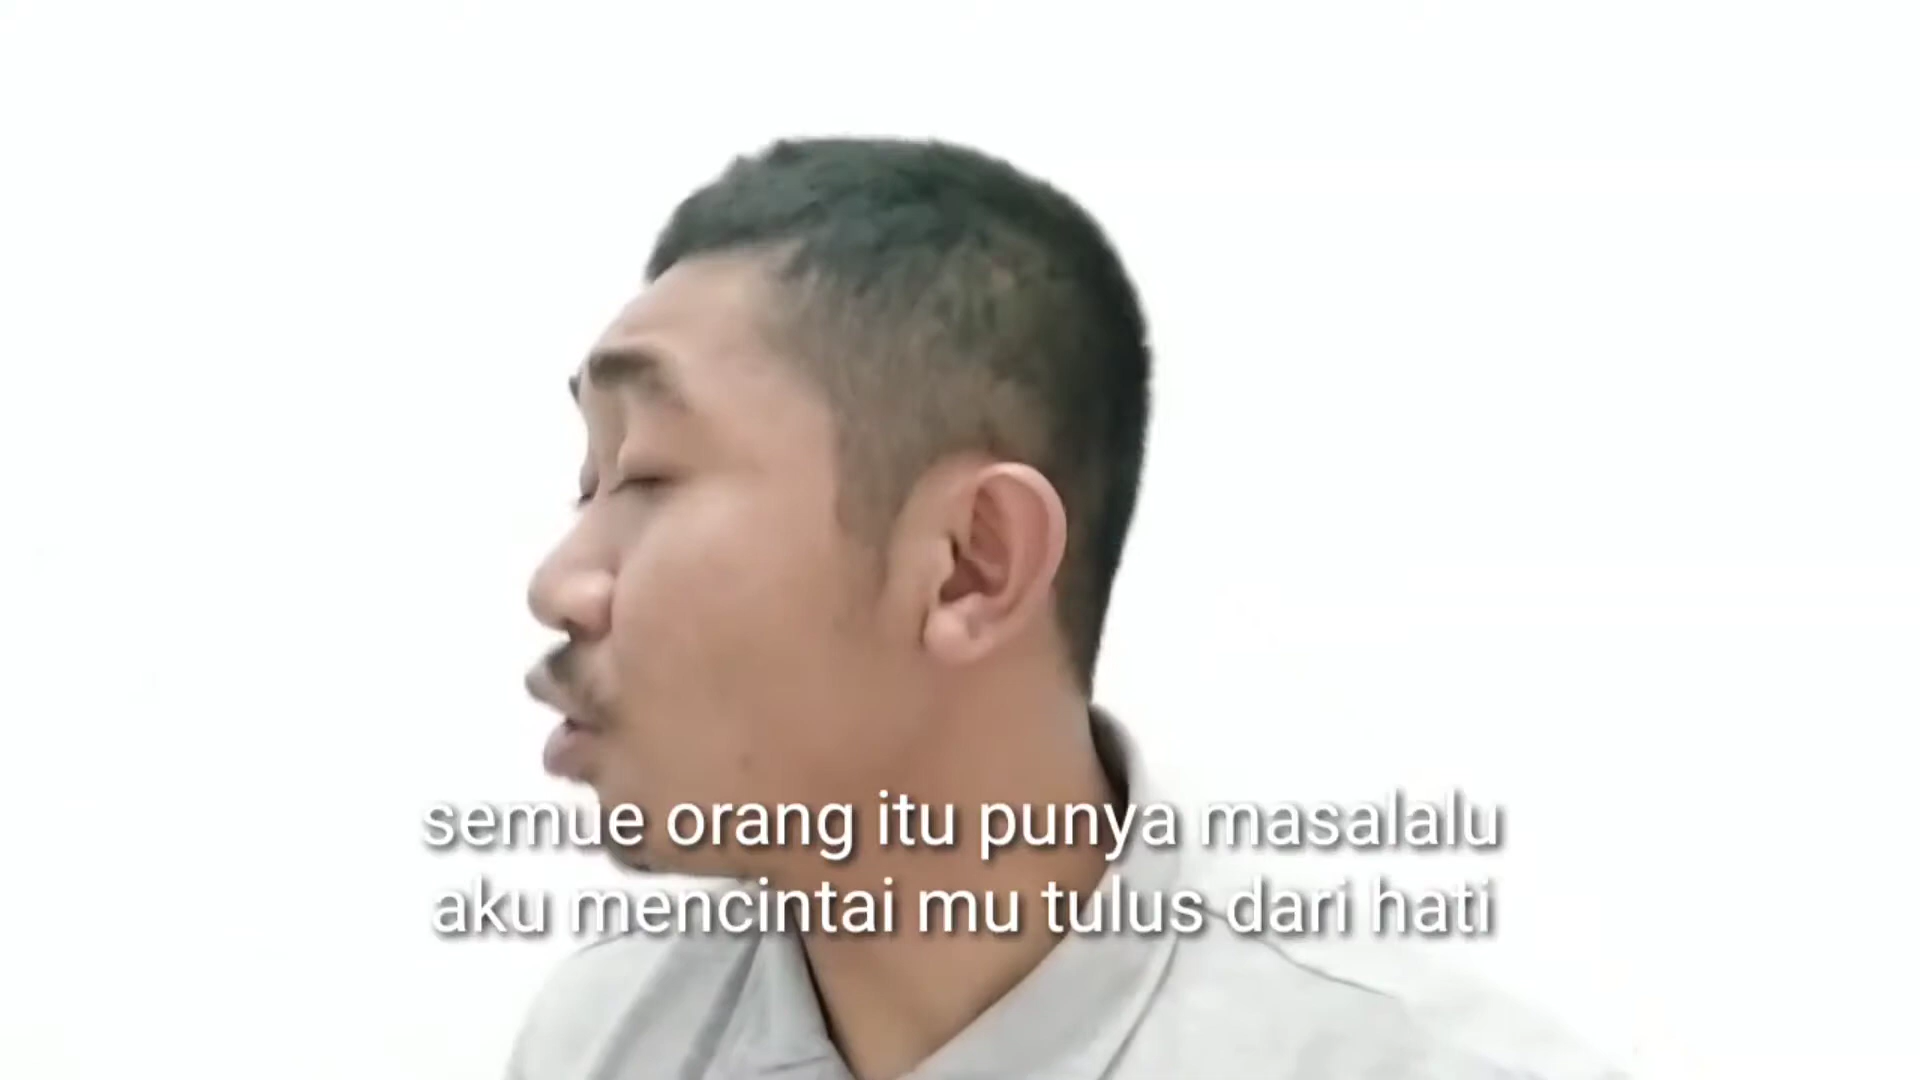 semue orang itu punya masalalu
aku mencintai mu tulus dari hati